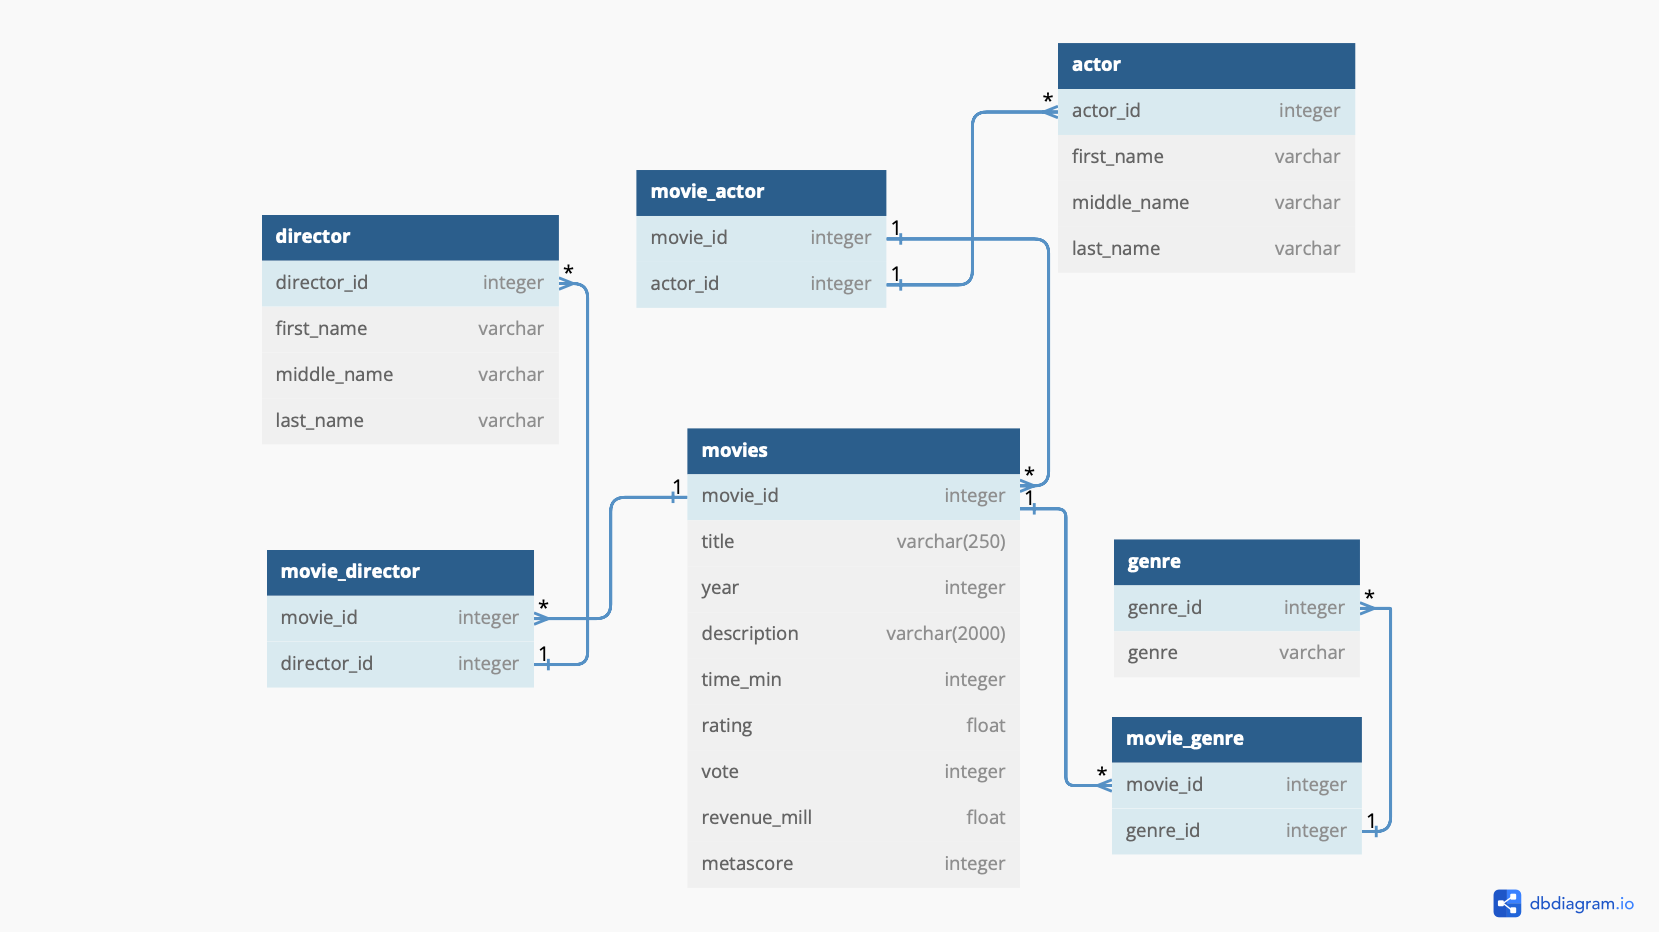 actor
*
actor_id integer
first_name varchar
middle_name varchar
last_name varchar
movie_actor
movie_id integer 1
actor_id integer 1
director
director_id integer *
first_name varchar
middle_name varchar
last_name varchar
movies
1 movie_id integer *
1
title varchar(250)
year integer
description varchar(2000)
time_min integer
rating float
vote integer
revenue_mill float
metascore integer
movie_director
movie_id integer *
director_id integer 1
genre
genre_id integer *
genre varchar
movie_genre
* movie_id integer
genre_id integer 1
dbdiagram.io